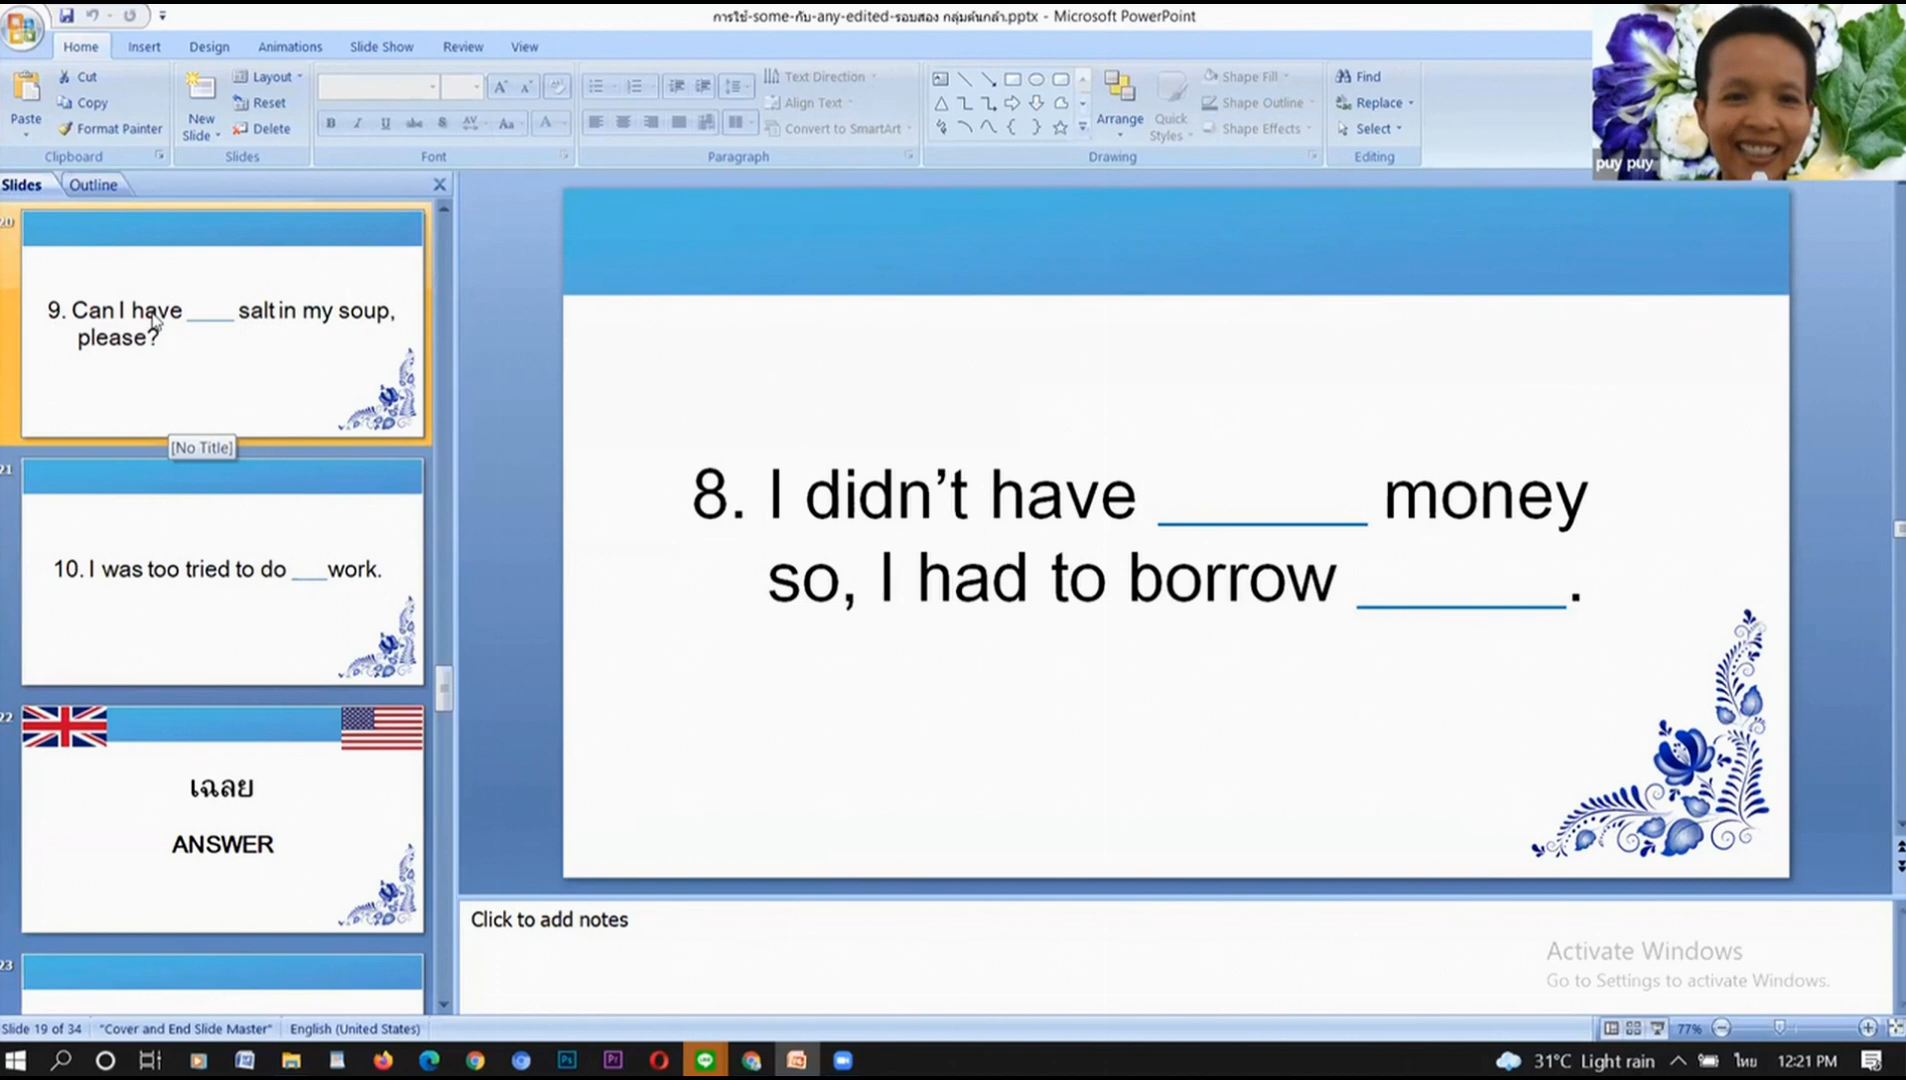 การใช้-some-กับ-any-edited-รอบสอง กลุ่มต้นกล้า.pptx - Microsoft PowerPoint
Home Insert Design Animations Slide Show Review View
Paste
Cut
Copy
Format Painter
Clipboard
New Slide
Layout
Reset
Delete
Slides
B I U abc S AV Aa A
Font
Text Direction
Align Text
Convert to SmartArt
Paragraph
Arrange
Quick Styles
Shape Fill
Shape Outline
Shape Effects
Drawing
Find
Replace
Select
Editing
puy puy
Slides Outline
20
9. Can I have ____ salt in my soup,
please?
[No Title]
21
10. I was too tried to do ___work.
22
เฉลย
ANSWER
23
8. I didn’t have ______ money
so, I had to borrow ______.
Click to add notes
Activate Windows
Go to Settings to activate Windows.
Slide 19 of 34 "Cover and End Slide Master" English (United States) 77%
31°C Light rain ไทย 12:21 PM